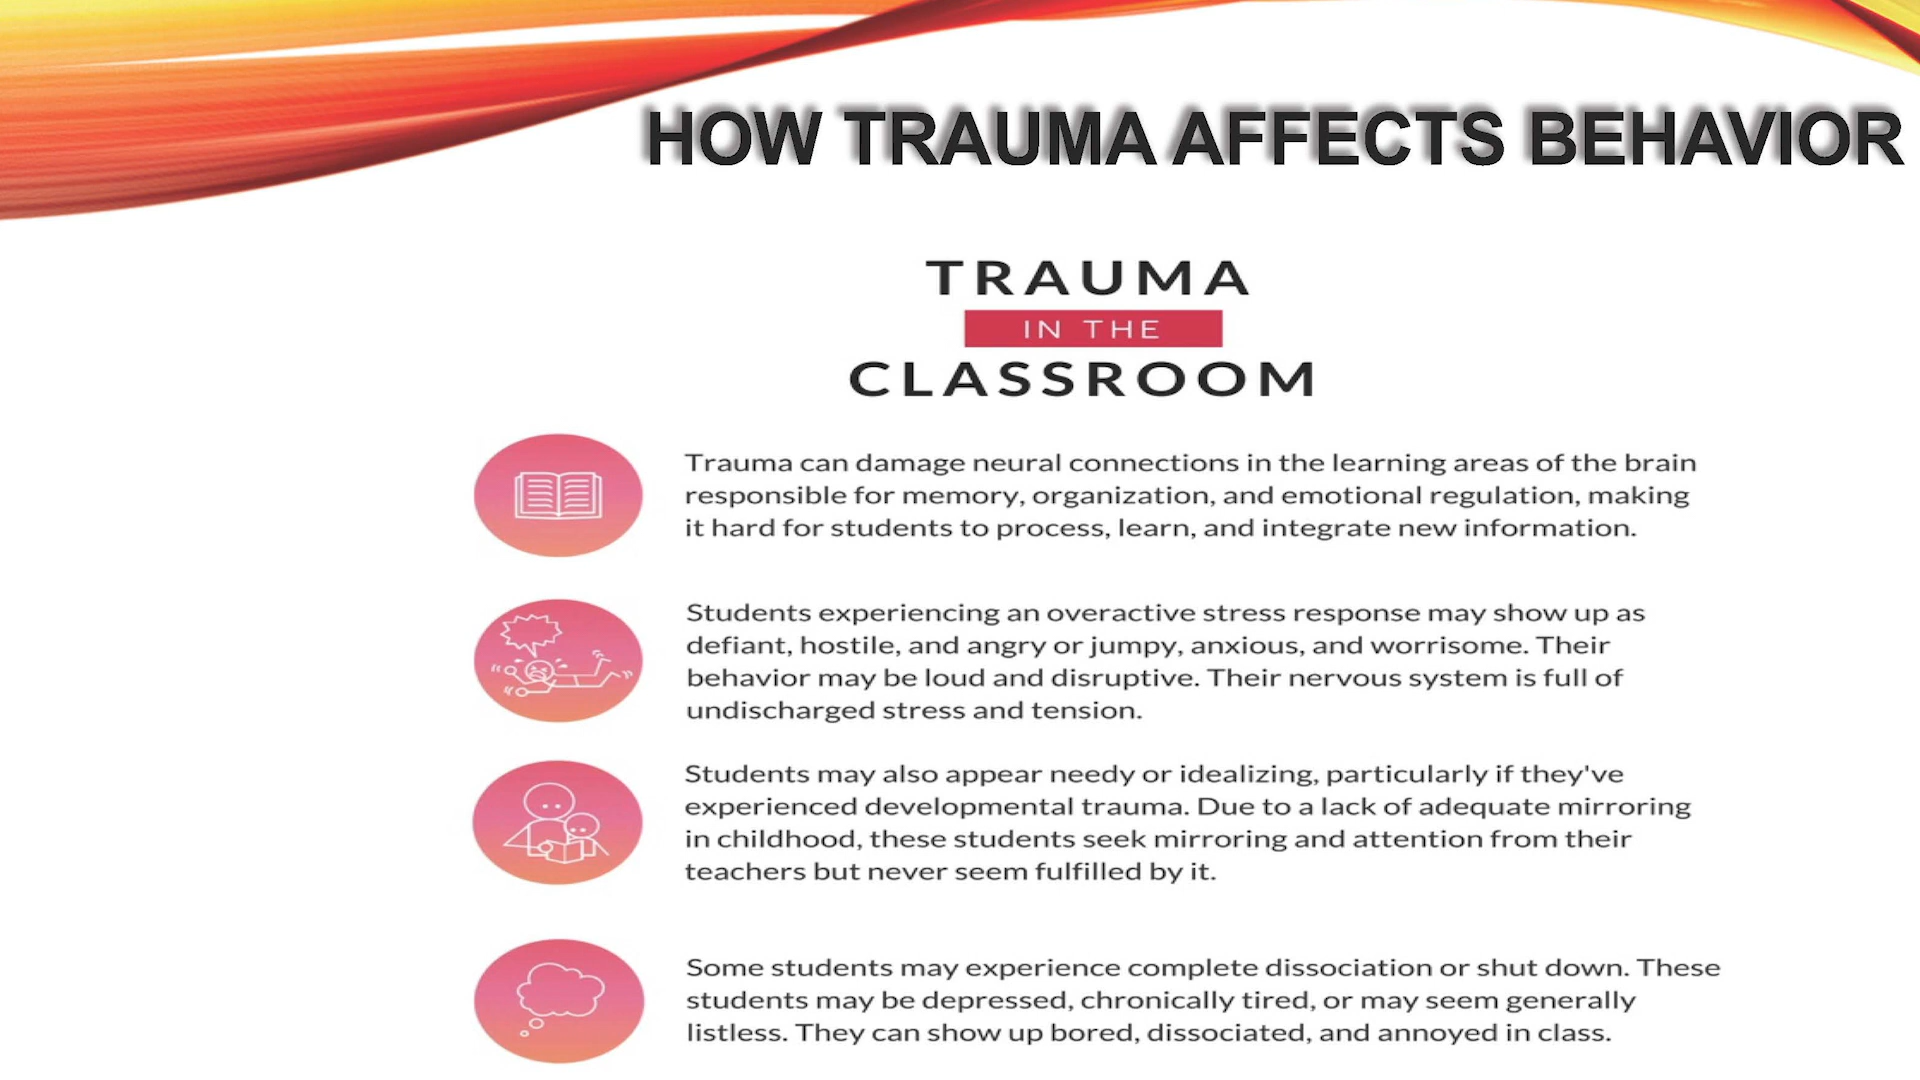 HOW TRAUMA AFFECTS BEHAVIOR
TRAUMA
IN THE
CLASSROOM
Trauma can damage neural connections in the learning areas of the brain
responsible for memory, organization, and emotional regulation, making
it hard for students to process, learn, and integrate new information.
Students experiencing an overactive stress response may show up as
defiant, hostile, and angry or jumpy, anxious, and worrisome. Their
behavior may be loud and disruptive. Their nervous system is full of
undischarged stress and tension.
Students may also appear needy or idealizing, particularly if they've
experienced developmental trauma. Due to a lack of adequate mirroring
in childhood, these students seek mirroring and attention from their
teachers but never seem fulfilled by it.
Some students may experience complete dissociation or shut down. These
students may be depressed, chronically tired, or may seem generally
listless. They can show up bored, dissociated, and annoyed in class.